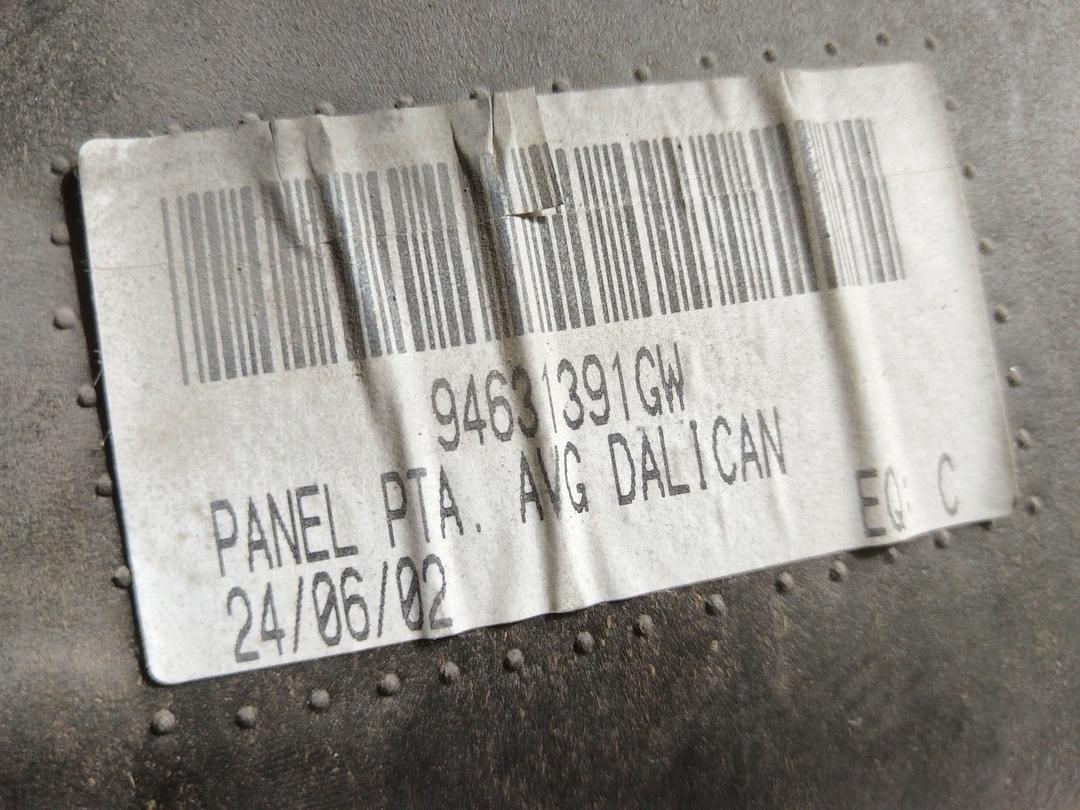 94631391GW
PANEL PTA. AVG DALICAN
EQ: C
24/06/02